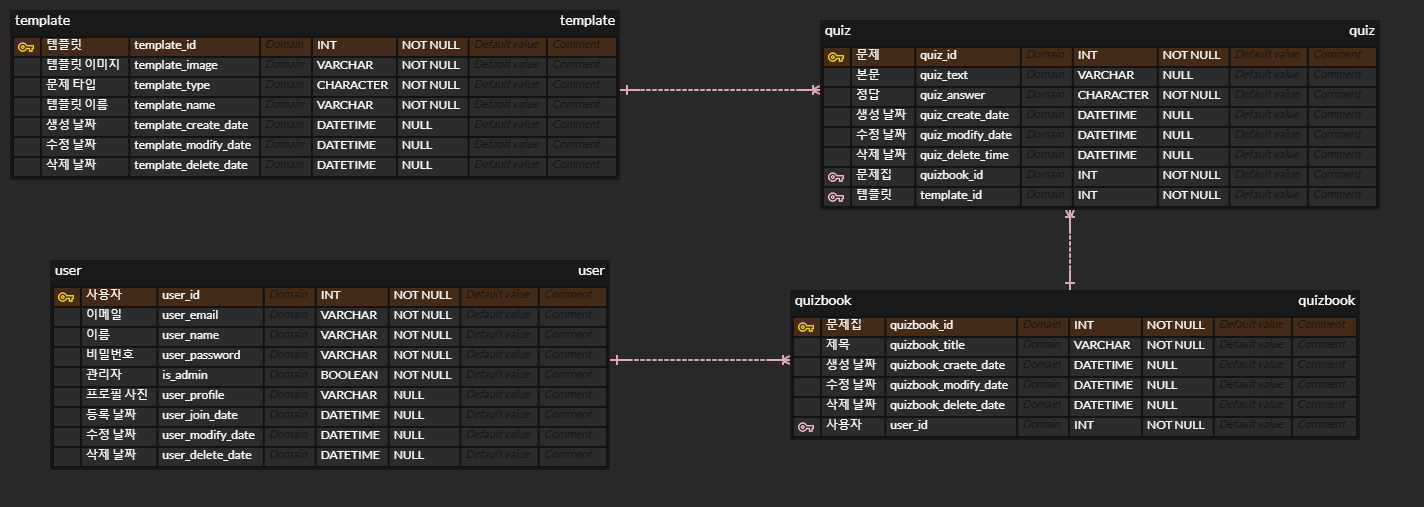 template template
템플릿 template_id Domain INT NOT NULL Default value Comment
템플릿 이미지 template_image Domain VARCHAR NOT NULL Default value Comment
문제 타입 template_type Domain CHARACTER NOT NULL Default value Comment
템플릿 이름 template_name Domain VARCHAR NOT NULL Default value Comment
생성 날짜 template_create_date Domain DATETIME NULL Default value Comment
수정 날짜 template_modify_date Domain DATETIME NULL Default value Comment
삭제 날짜 template_delete_date Domain DATETIME NULL Default value Comment
quiz quiz
문제 quiz_id Domain INT NOT NULL Default value Comment
본문 quiz_text Domain VARCHAR NULL Default value Comment
정답 quiz_answer Domain CHARACTER NOT NULL Default value Comment
생성 날짜 quiz_create_date Domain DATETIME NULL Default value Comment
수정 날짜 quiz_modify_date Domain DATETIME NULL Default value Comment
삭제 날짜 quiz_delete_time Domain DATETIME NULL Default value Comment
문제집 quizbook_id Domain INT NOT NULL Default value Comment
템플릿 template_id Domain INT NOT NULL Default value Comment
user user
사용자 user_id Domain INT NOT NULL Default value Comment
이메일 user_email Domain VARCHAR NOT NULL Default value Comment
이름 user_name Domain VARCHAR NOT NULL Default value Comment
비밀번호 user_password Domain VARCHAR NOT NULL Default value Comment
관리자 is_admin Domain BOOLEAN NOT NULL Default value Comment
프로필 사진 user_profile Domain VARCHAR NULL Default value Comment
등록 날짜 user_join_date Domain DATETIME NULL Default value Comment
수정 날짜 user_modify_date Domain DATETIME NULL Default value Comment
삭제 날짜 user_delete_date Domain DATETIME NULL Default value Comment
quizbook quizbook
문제집 quizbook_id Domain INT NOT NULL Default value Comment
제목 quizbook_title Domain VARCHAR NOT NULL Default value Comment
생성 날짜 quizbook_craete_date Domain DATETIME NULL Default value Comment
수정 날짜 quizbook_modify_date Domain DATETIME NULL Default value Comment
삭제 날짜 quizbook_delete_date Domain DATETIME NULL Default value Comment
사용자 user_id Domain INT NOT NULL Default value Comment